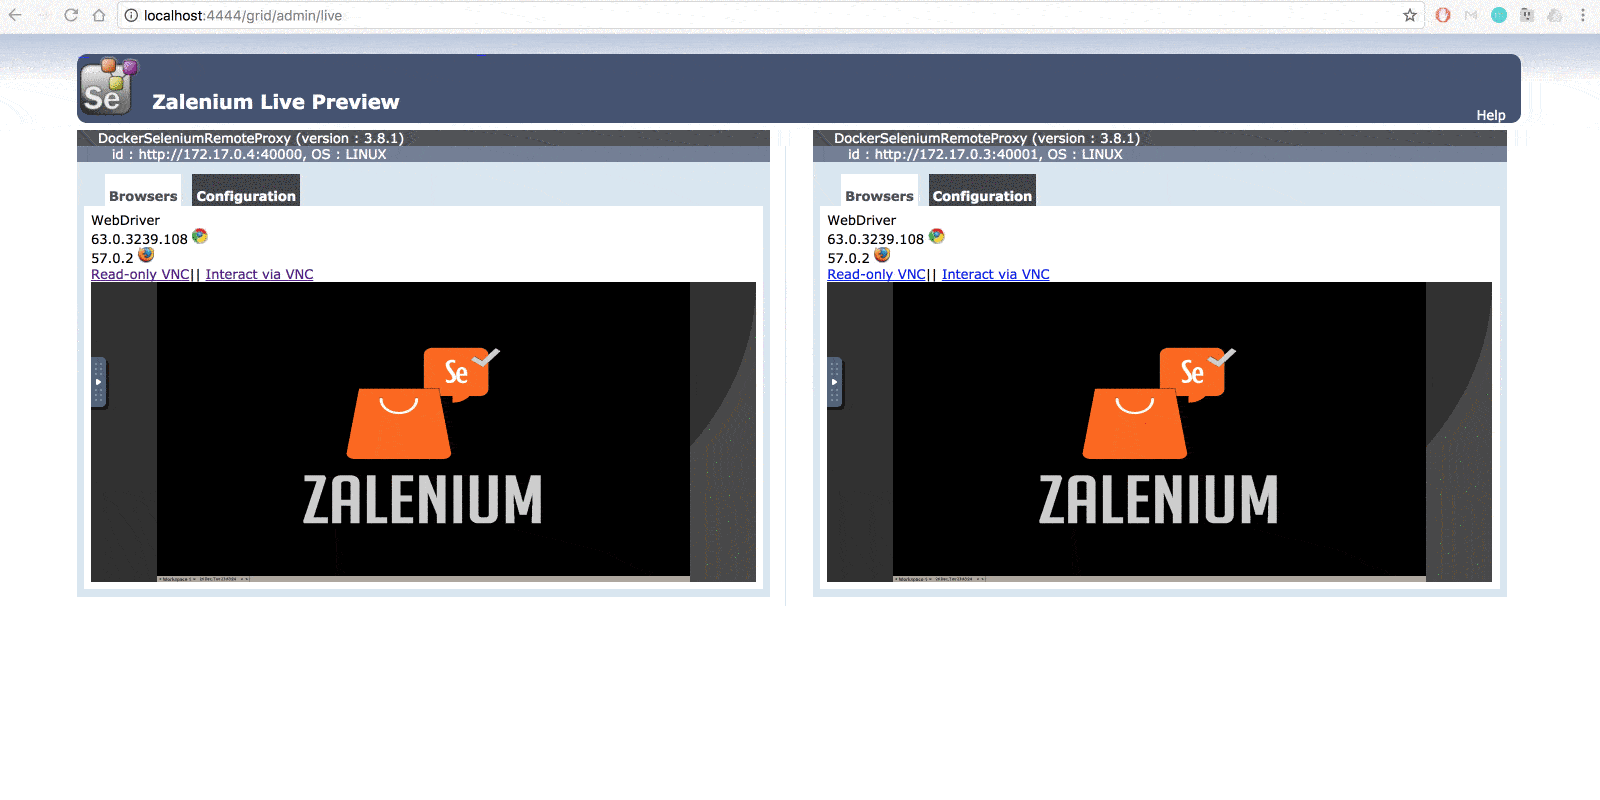 localhost:4444/grid/admin/live
Se
Zalenium Live Preview
Help
DockerSeleniumRemoteProxy (version : 3.8.1)
id : http://172.17.0.4:40000, OS : LINUX
Browsers Configuration
WebDriver
63.0.3239.108
57.0.2
Read-only VNC|| Interact via VNC
Se
ZALENIUM
DockerSeleniumRemoteProxy (version : 3.8.1)
id : http://172.17.0.3:40001, OS : LINUX
Browsers Configuration
WebDriver
63.0.3239.108
57.0.2
Read-only VNC|| Interact via VNC
Se
ZALENIUM